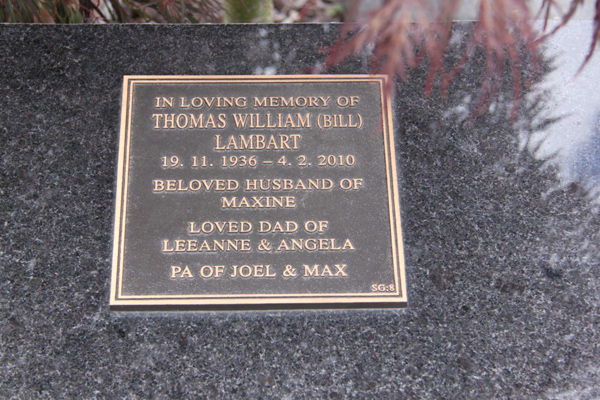 IN LOVING MEMORY OF
THOMAS WILLIAM (BILL)
LAMBART
19. 11. 1936 – 4. 2. 2010
BELOVED HUSBAND OF
MAXINE
LOVED DAD OF
LEEANNE & ANGELA
PA OF JOEL & MAX
SG:8